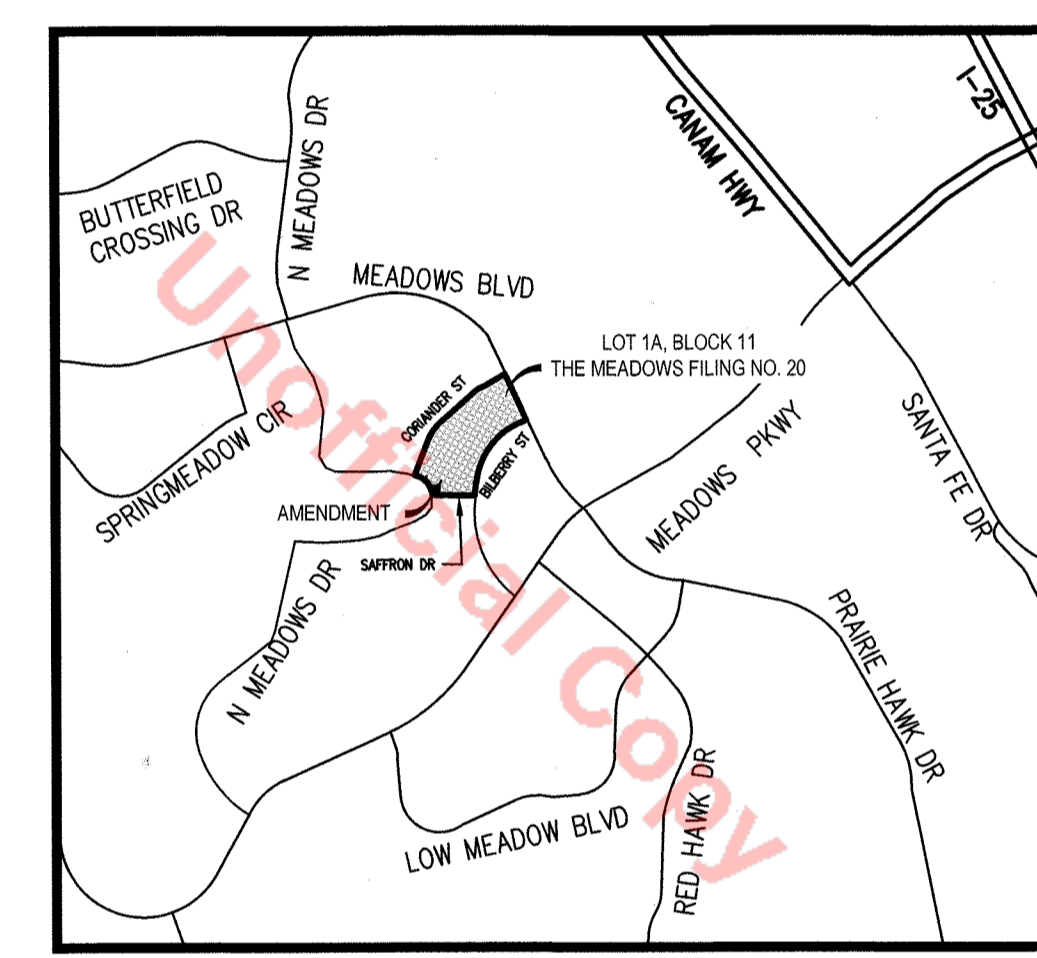 I-25
CANAM HWY
N MEADOWS DR
BUTTERFIELD
CROSSING DR
MEADOWS BLVD
LOT 1A, BLOCK 11
THE MEADOWS FILING NO. 20
CORIANDER ST
BILBERRY ST
SPRINGMEADOW CIR
AMENDMENT
SAFFRON DR
MEADOWS PKWY
SANTA FE DR
N MEADOWS DR
PRAIRIE HAWK DR
LOW MEADOW BLVD
RED HAWK DR
Unofficial Copy